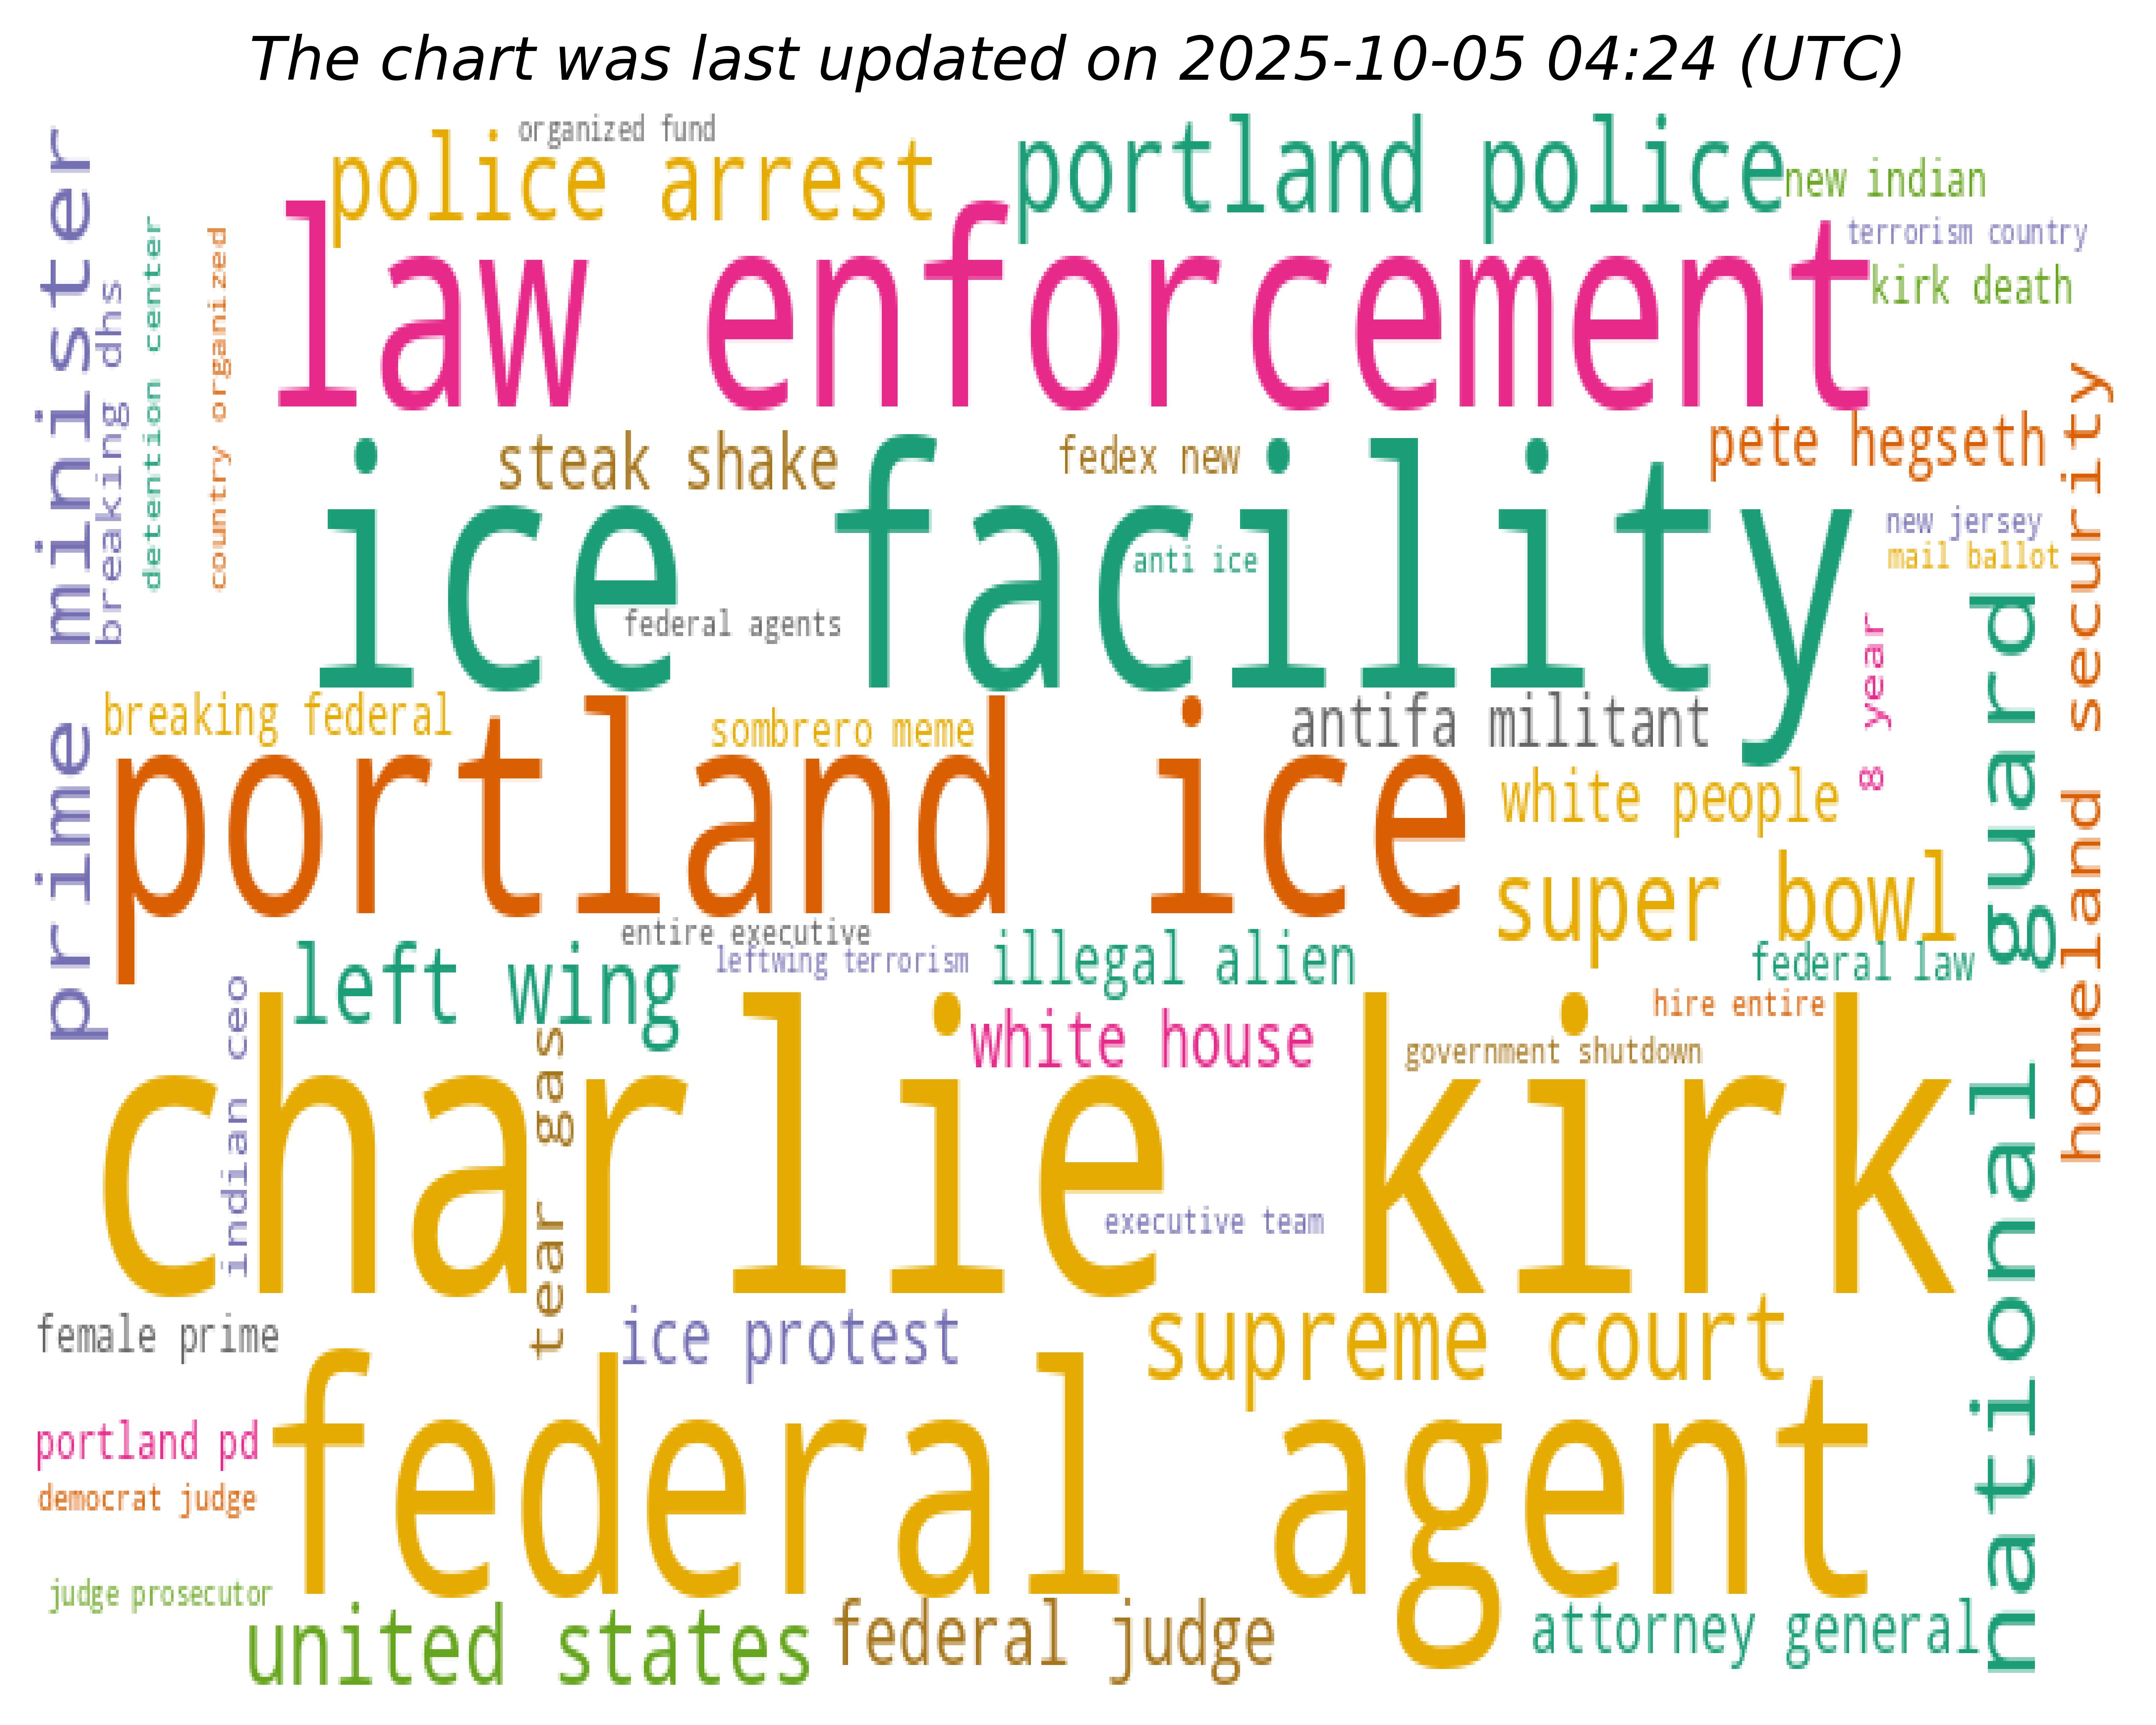 The chart was last updated on 2025-10-05 04:24 (UTC)
organized fund
police arrest
portland police
new indian
terrorism country
kirk death
law enforcement
prime minister
breaking dhs
detention center
country organized
pete hegseth
steak shake
fedex new
ice facility
anti ice
federal agents
new jersey
mail ballot
homeland security
8 year
national guard
breaking federal
sombrero meme
antifa militant
portland ice
white people
super bowl
entire executive
leftwing terrorism
illegal alien
federal law
left wing
hire entire
white house
government shutdown
indian ceo
tear gas
charlie kirk
executive team
female prime
ice protest
supreme court
portland pd
democrat judge
federal agent
judge prosecutor
united states
federal judge
attorney general